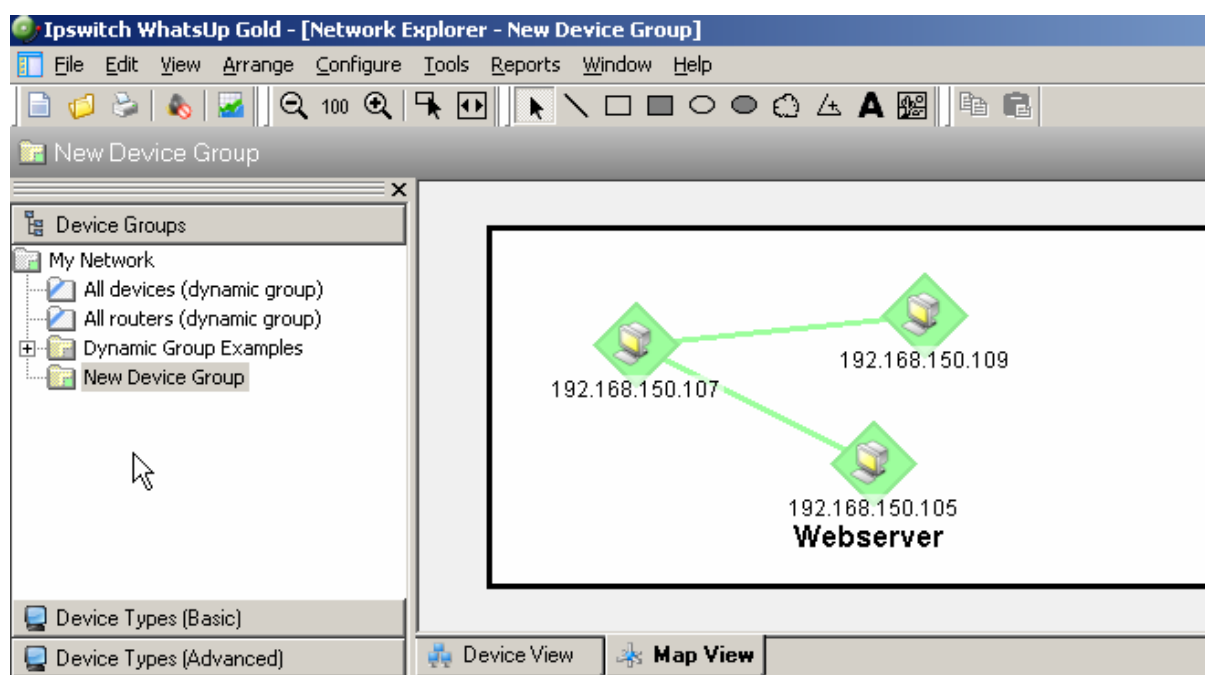 Ipswitch WhatsUp Gold - [Network Explorer - New Device Group]
File Edit View Arrange Configure Tools Reports Window Help
100 A
New Device Group
Device Groups
My Network
All devices (dynamic group)
All routers (dynamic group)
Dynamic Group Examples
New Device Group
Device Types (Basic)
Device Types (Advanced)
192.168.150.107
192.168.150.109
192.168.150.105
Webserver
Device View Map View